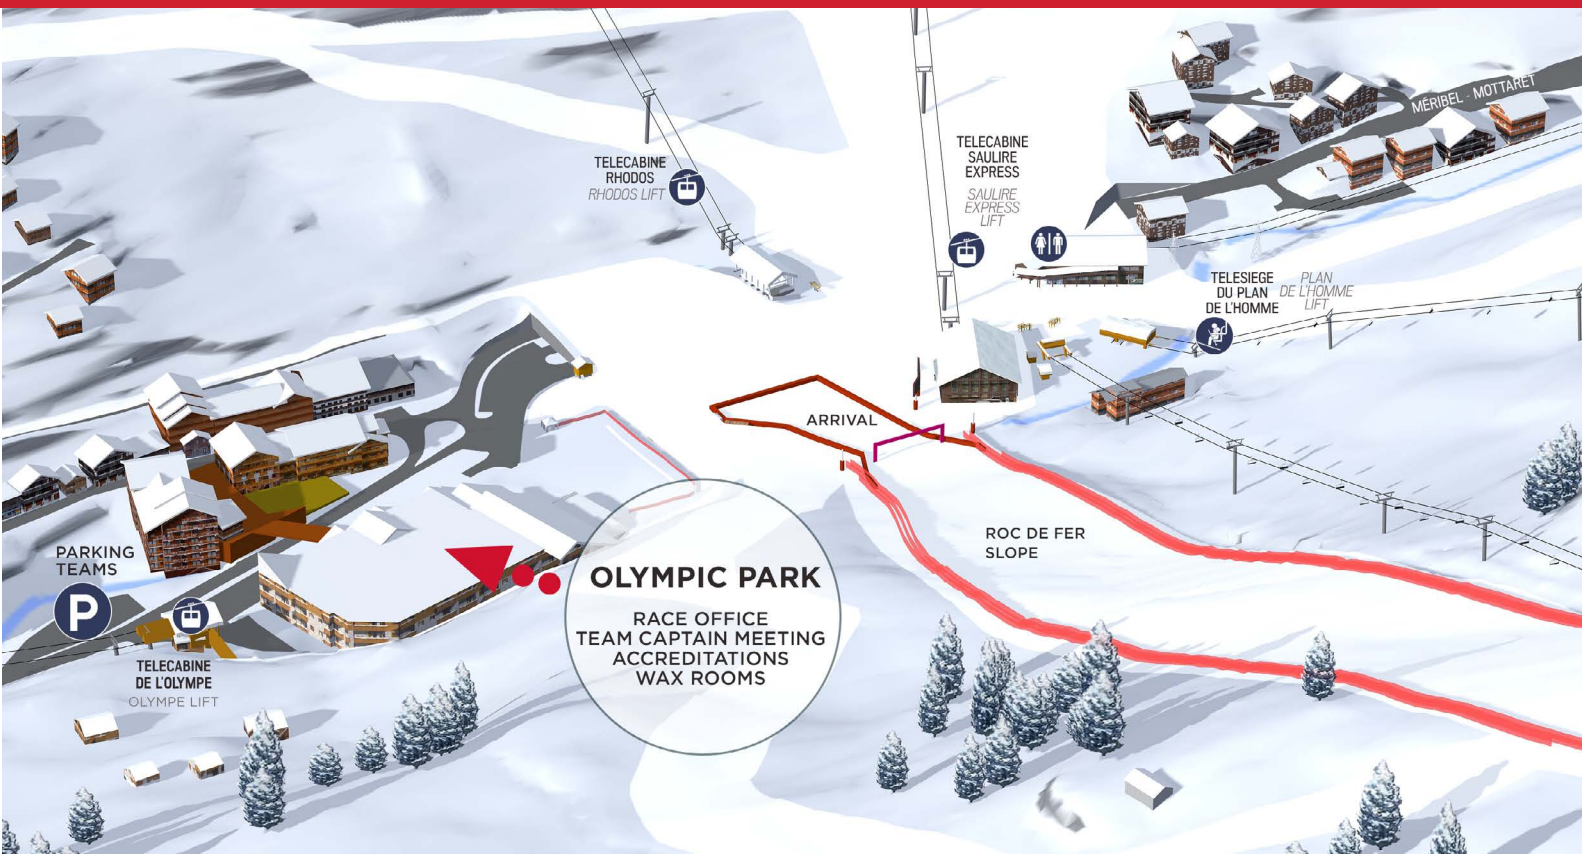 MÉRIBEL - MOTTARET
TELECABINE
RHODOS
RHODOS LIFT
TELECABINE
SAULIRE
EXPRESS
SAULIRE
EXPRESS
LIFT
TELESIEGE
DU PLAN
DE L'HOMME
PLAN
DE L'HOMME
LIFT
ARRIVAL
ROC DE FER
SLOPE
PARKING
TEAMS
P
TELECABINE
DE L'OLYMPE
OLYMPE LIFT
OLYMPIC PARK
RACE OFFICE
TEAM CAPTAIN MEETING
ACCREDITATIONS
WAX ROOMS